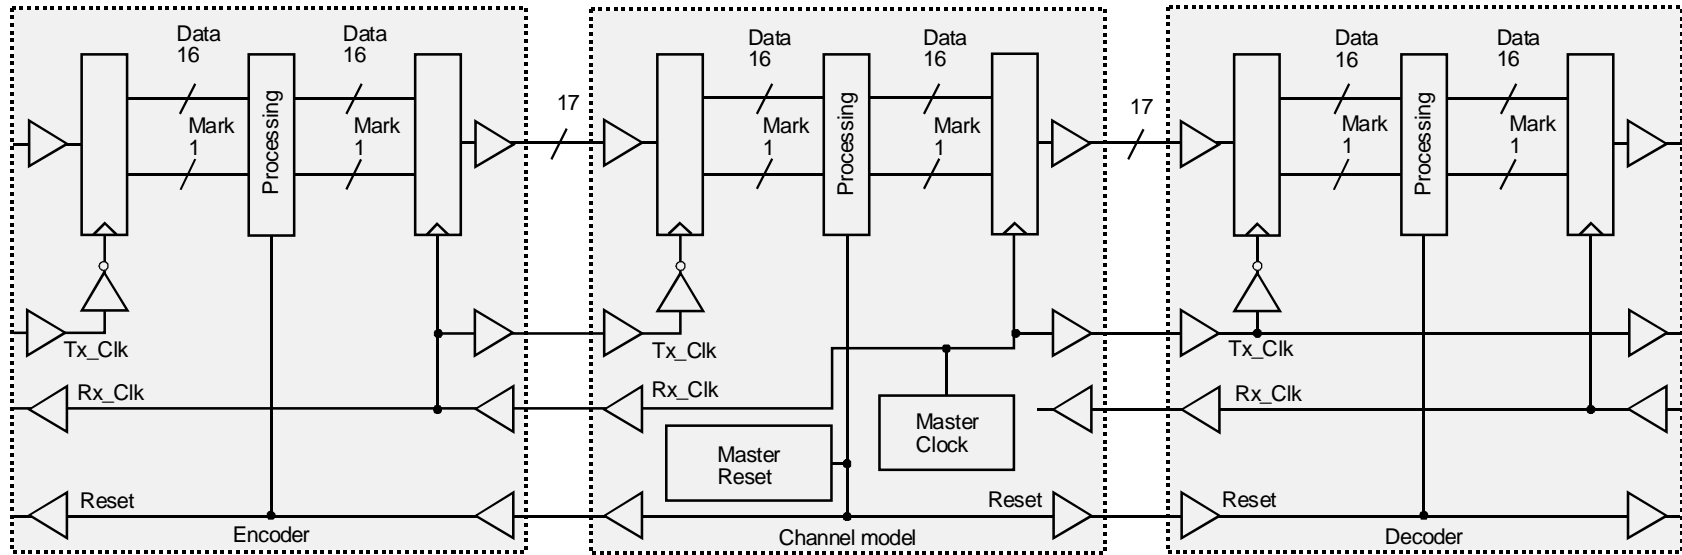 Data
16
Data
16
Mark
1
Mark
1
Processing
Tx_Clk
Rx_Clk
Reset
Encoder
17
Data
16
Data
16
Mark
1
Mark
1
Processing
Tx_Clk
Rx_Clk
Master
Clock
Master
Reset
Reset
Channel model
17
Data
16
Data
16
Mark
1
Mark
1
Processing
Tx_Clk
Rx_Clk
Reset
Decoder